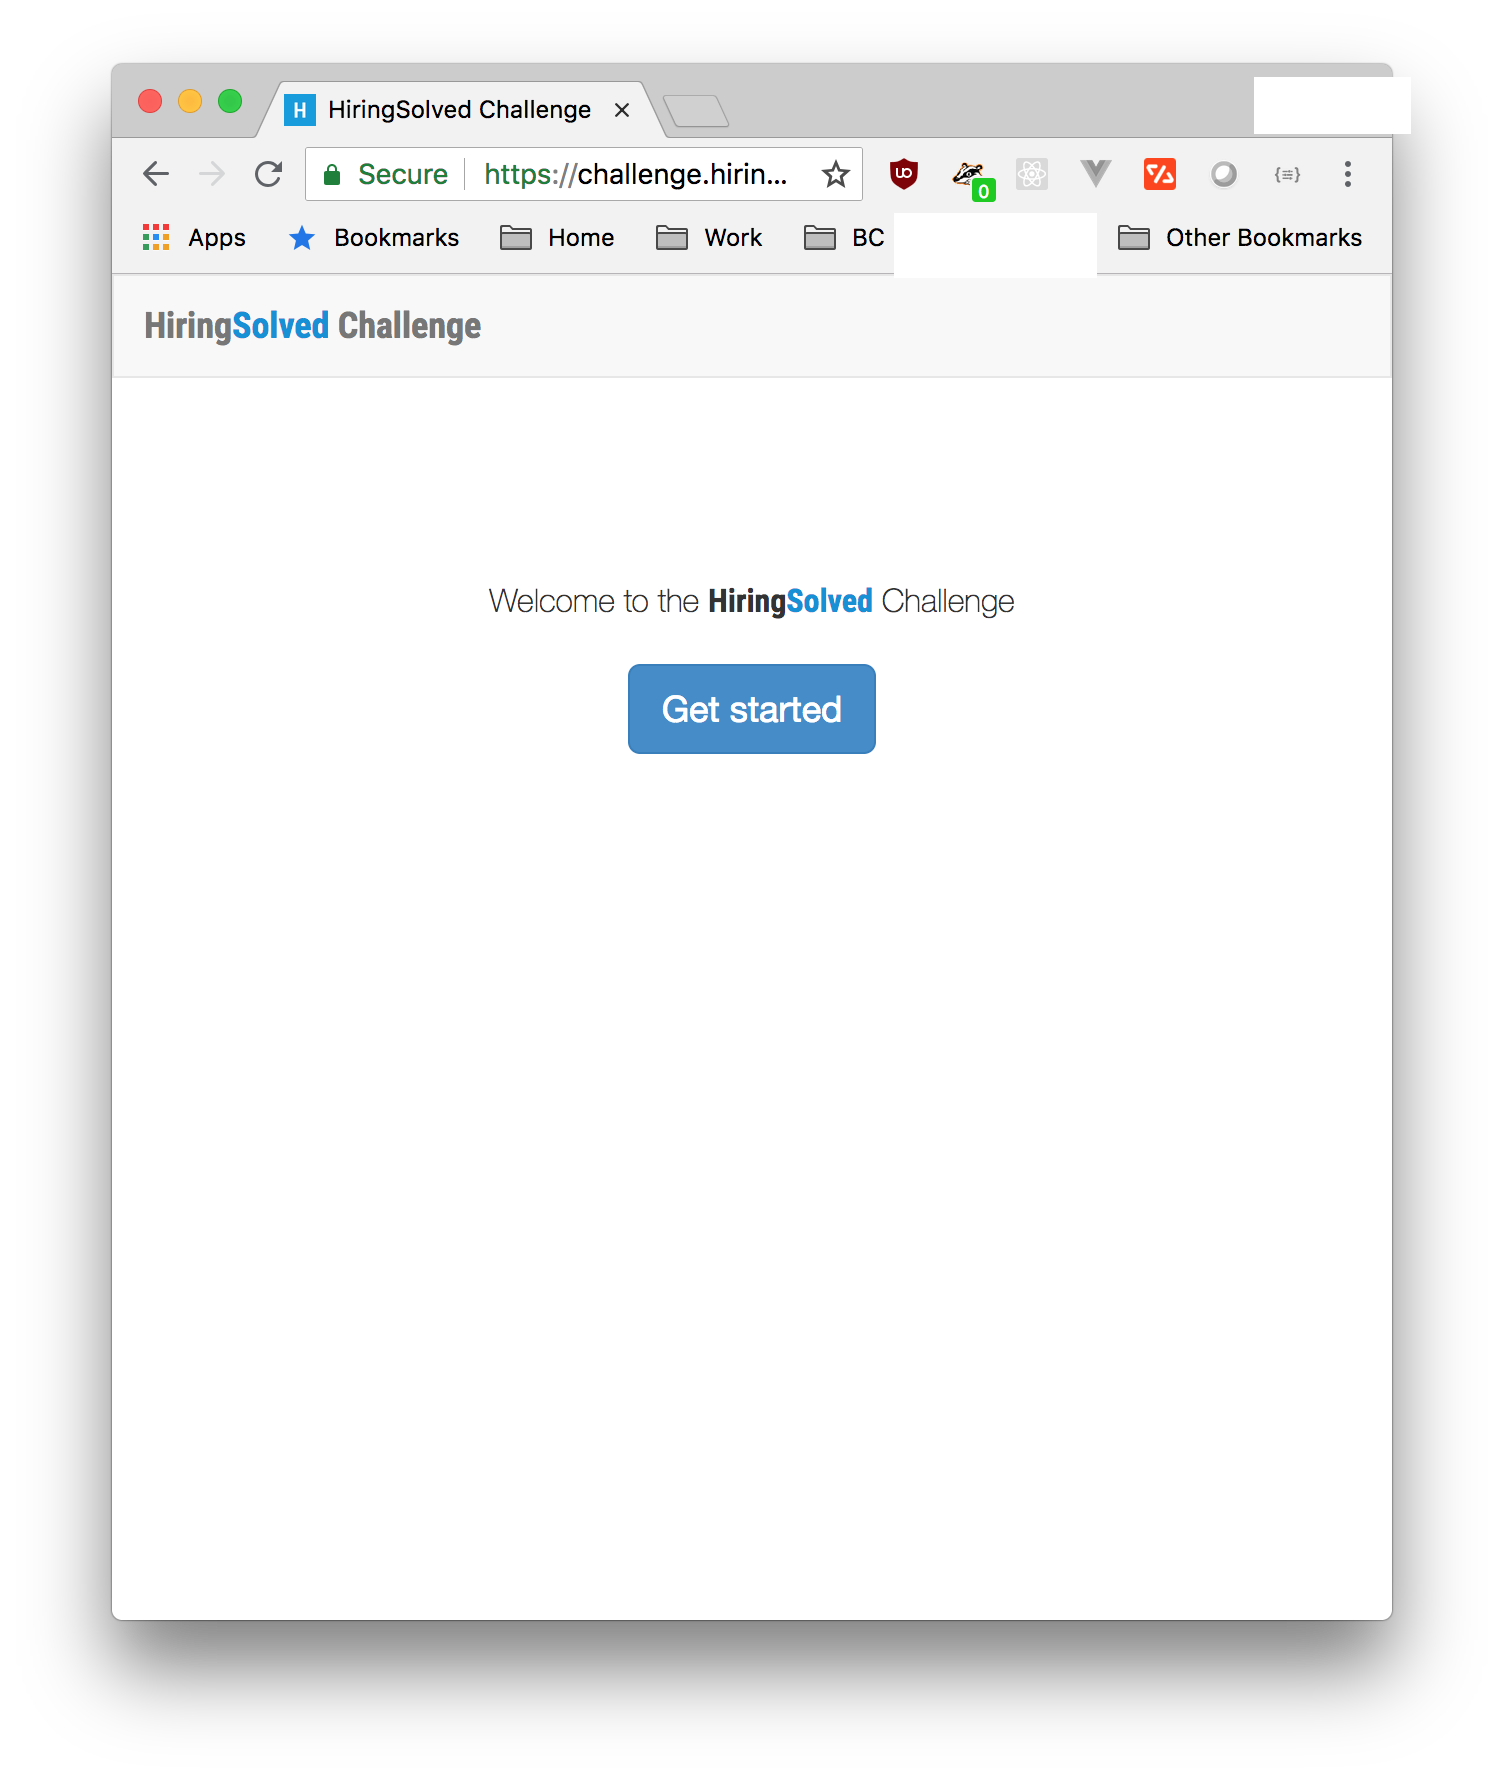 H HiringSolved Challenge
Secure https://challenge.hirin...
0
Apps Bookmarks Home Work BC Other Bookmarks
HiringSolved Challenge
Welcome to the HiringSolved Challenge
Get started